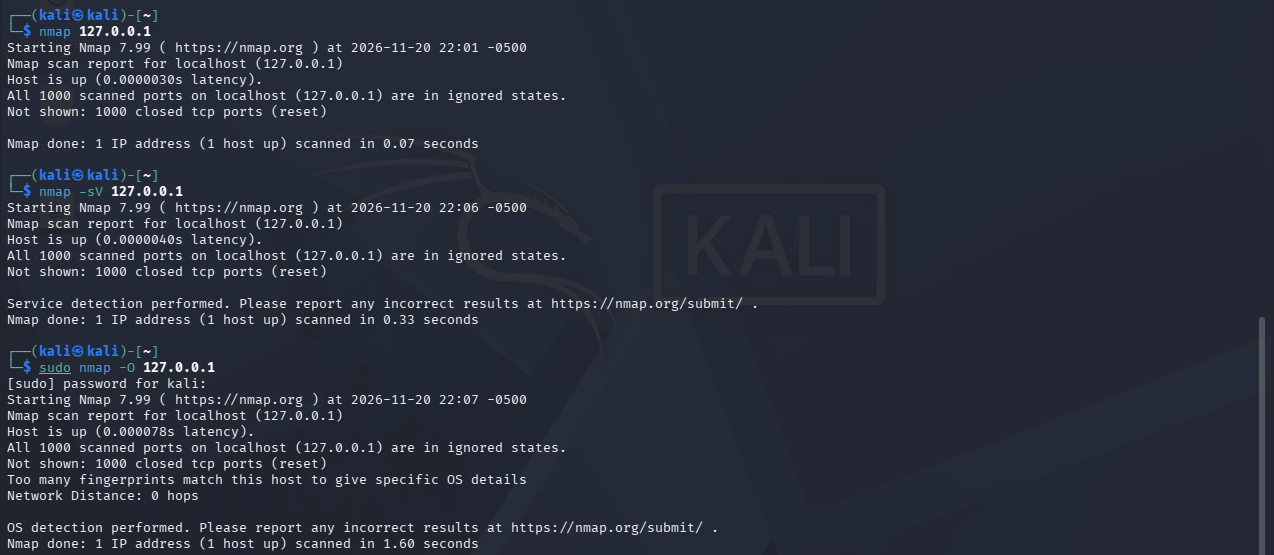 ┌──(kali㉿kali)-[~]
└─$ nmap 127.0.0.1
Starting Nmap 7.99 ( https://nmap.org ) at 2026-11-20 22:01 -0500
Nmap scan report for localhost (127.0.0.1)
Host is up (0.0000030s latency).
All 1000 scanned ports on localhost (127.0.0.1) are in ignored states.
Not shown: 1000 closed tcp ports (reset)

Nmap done: 1 IP address (1 host up) scanned in 0.07 seconds

┌──(kali㉿kali)-[~]
└─$ nmap -sV 127.0.0.1
Starting Nmap 7.99 ( https://nmap.org ) at 2026-11-20 22:06 -0500
Nmap scan report for localhost (127.0.0.1)
Host is up (0.0000040s latency).
All 1000 scanned ports on localhost (127.0.0.1) are in ignored states.
Not shown: 1000 closed tcp ports (reset)
KALI

Service detection performed. Please report any incorrect results at https://nmap.org/submit/ .
Nmap done: 1 IP address (1 host up) scanned in 0.33 seconds

┌──(kali㉿kali)-[~]
└─$ sudo nmap -O 127.0.0.1
[sudo] password for kali:
Starting Nmap 7.99 ( https://nmap.org ) at 2026-11-20 22:07 -0500
Nmap scan report for localhost (127.0.0.1)
Host is up (0.000078s latency).
All 1000 scanned ports on localhost (127.0.0.1) are in ignored states.
Not shown: 1000 closed tcp ports (reset)
Too many fingerprints match this host to give specific OS details
Network Distance: 0 hops

OS detection performed. Please report any incorrect results at https://nmap.org/submit/ .
Nmap done: 1 IP address (1 host up) scanned in 1.60 seconds